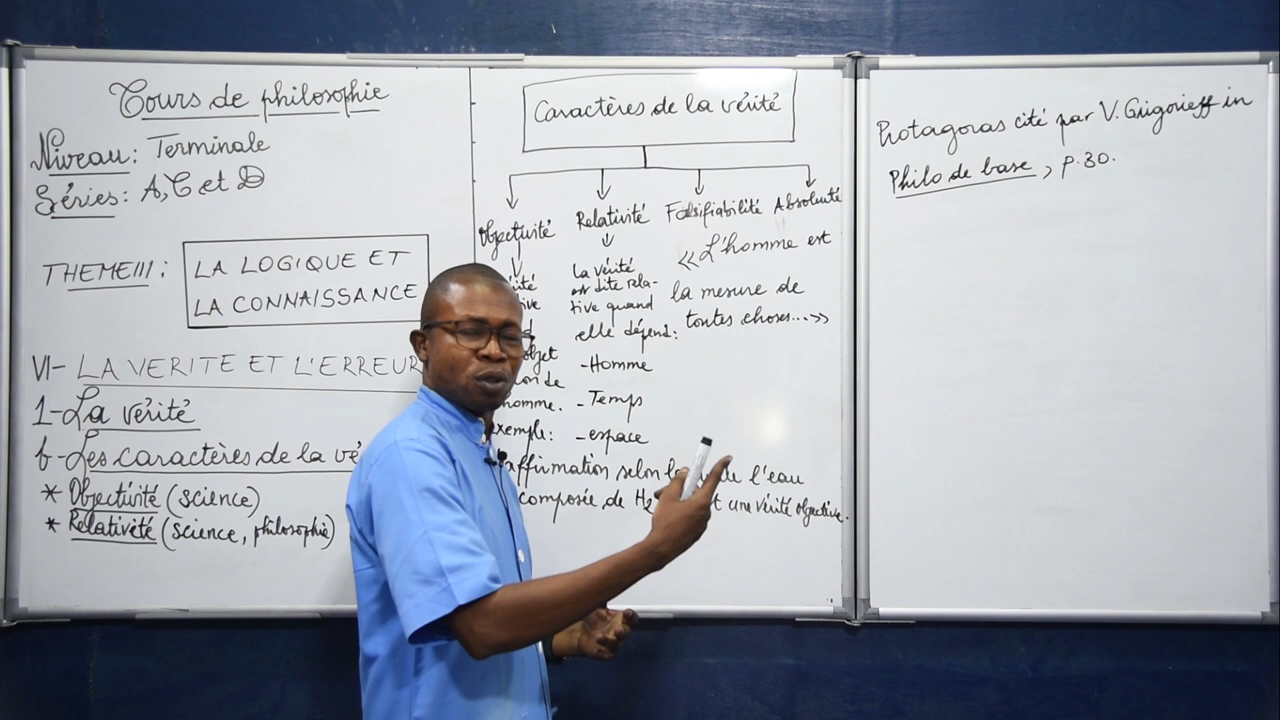 Cours de philosophie
Niveau: Terminale
Séries: A, C et D
THEME III: LA LOGIQUE ET
LA CONNAISSANCE
VI- LA VERITE ET L'ERREUR
1- La vérité
b- Les caractères de la vé
* Objectivité (science)
* Relativété (science, philosophie)
Caractères de la vérité
Objectivité
Relativité
Falsifiabilité
Absoluité
objet
de
homme.
exemple:
La vérité
est dite rela-
tive quand
elle dépend:
- Homme
- Temps
- espace
«L'homme est
la mesure de
toutes choses...»
affirmation selon l'eau
composée de H2 une vérité objective.
Protagoras cité par V. Grigorieff in
Philo de base, p.30.